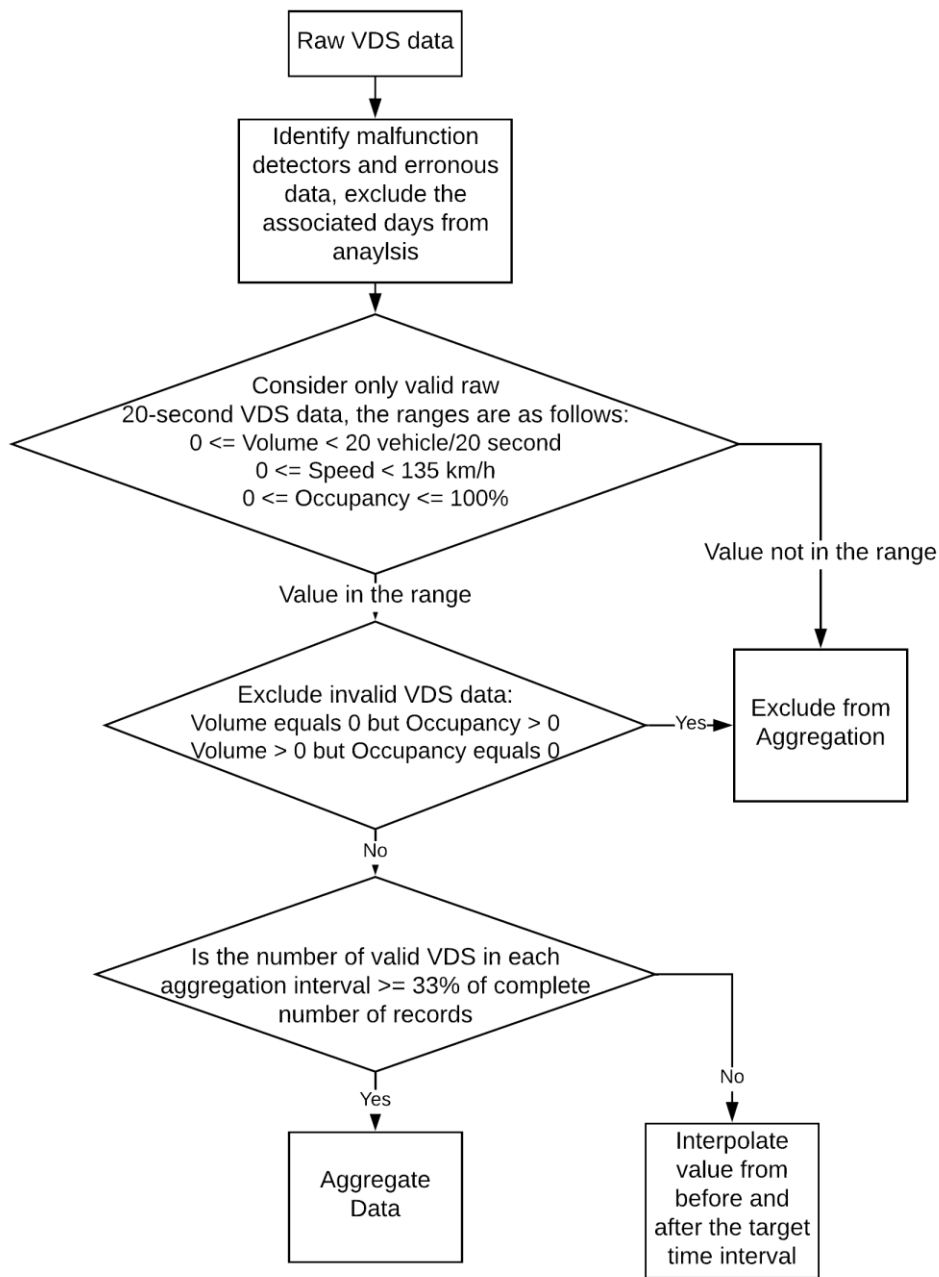 Raw VDS data
Identify malfunction
detectors and erronous
data, exclude the
associated days from
anaylsis
Consider only valid raw
20-second VDS data, the ranges are as follows:
0 <= Volume < 20 vehicle/20 second
0 <= Speed < 135 km/h
0 <= Occupancy <= 100%
Value not in the range
Value in the range
Exclude invalid VDS data:
Volume equals 0 but Occupancy > 0
Volume > 0 but Occupancy equals 0
Yes
Exclude from
Aggregation
No
Is the number of valid VDS in each
aggregation interval >= 33% of complete
number of records
No
Yes
Aggregate
Data
Interpolate
value from
before and
after the target
time interval